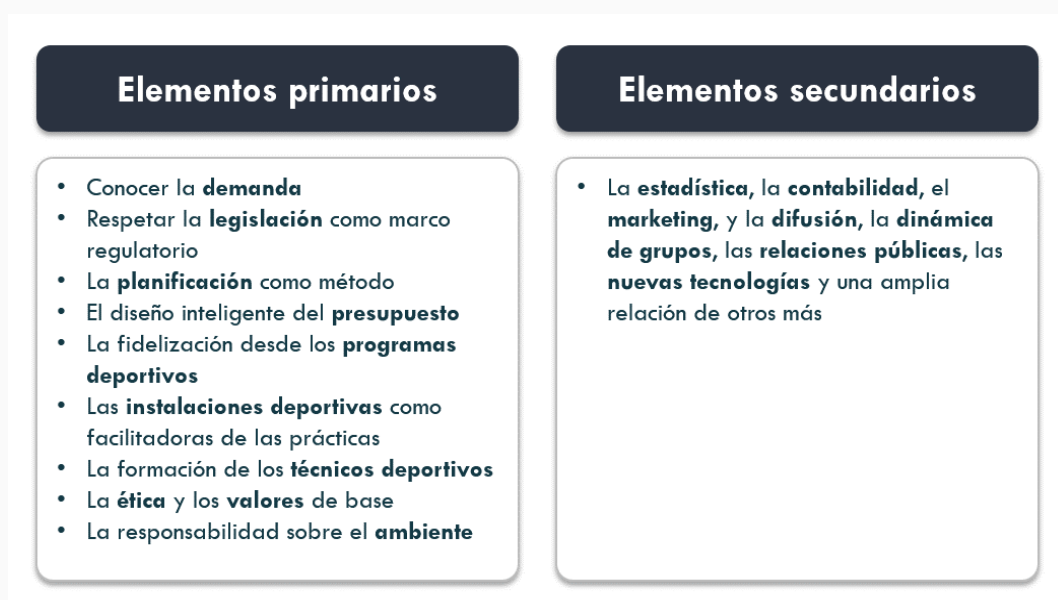 Elementos primarios
• Conocer la demanda
• Respetar la legislación como marco
regulatorio
• La planificación como método
• El diseño inteligente del presupuesto
• La fidelización desde los programas
deportivos
• Las instalaciones deportivas como
facilitadoras de las prácticas
• La formación de los técnicos deportivos
• La ética y los valores de base
• La responsabilidad sobre el ambiente
Elementos secundarios
• La estadística, la contabilidad, el
marketing, y la difusión, la dinámica
de grupos, las relaciones públicas, las
nuevas tecnologías y una amplia
relación de otros más